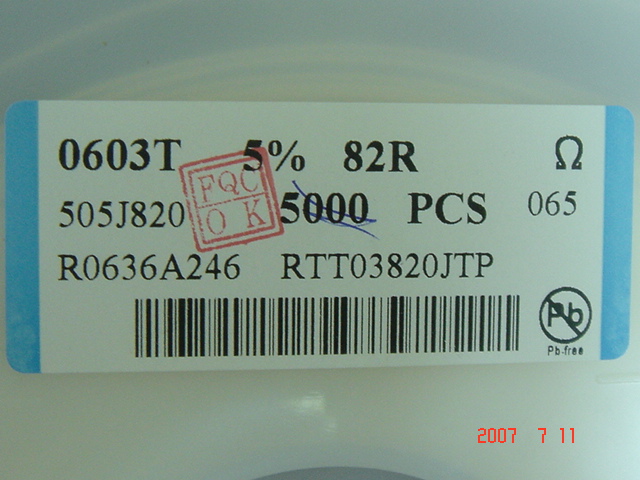 0603T 5% 82R Ω
505J820 5000 PCS 065
FQC
O K
R0636A246 RTT03820JTP
Pb
Pb-free
2007 7 11